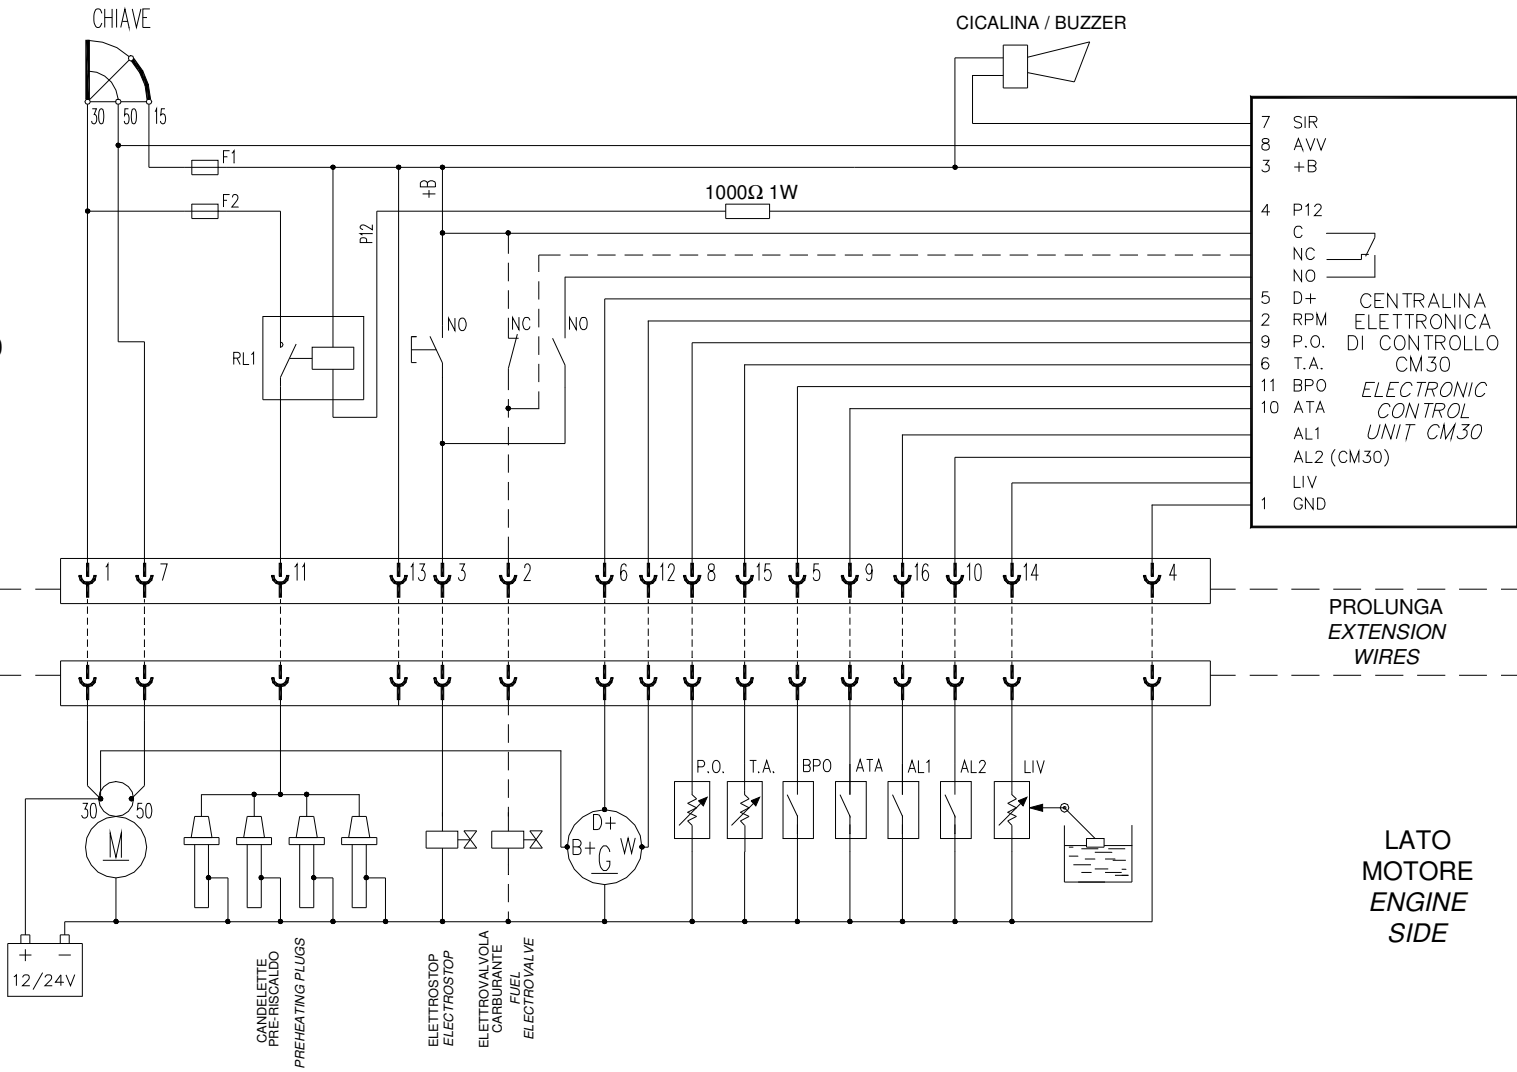 CHIAVE
CICALINA / BUZZER
30 50 15
F1
F2
+B
P12
1000Ω 1W
7 SIR
8 AVV
3 +B
4 P12
C
NC
NO
5 D+
2 RPM
9 P.O.
6 T.A.
11 BPO
10 ATA
AL1
AL2 (CM30)
LIV
1 GND
CENTRALINA
ELETTRONICA
DI CONTROLLO
CM30
ELECTRONIC
CONTROL
UNIT CM30
RL1
NO NC NO
1 7 11 13 3 2 6 12 8 15 5 9 16 10 14 4
PROLUNGA
EXTENSION
WIRES
P.O. T.A. BPO ATA AL1 AL2 LIV
30 50
M
D+
B+ W
G
LATO
MOTORE
ENGINE
SIDE
+ −
12/24V
CANDELETTE
PRE-RISCALDO
PREHEATING PLUGS
ELETTROSTOP
ELECTROSTOP
ELETTROVALVOLA
CARBURANTE
FUEL
ELECTROVALVE